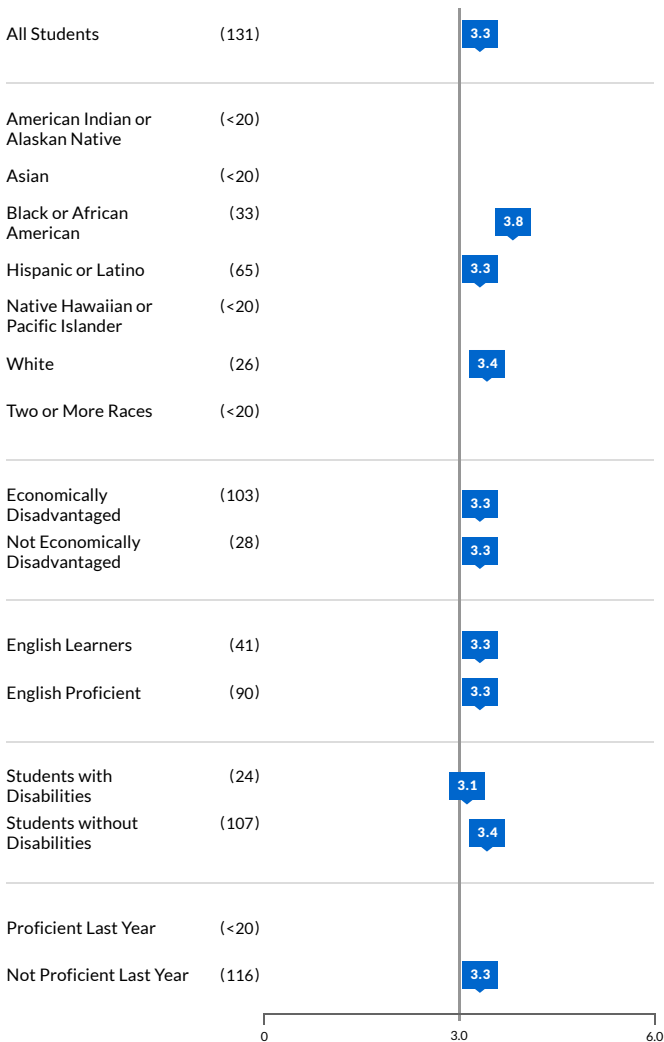 All Students (131) 3.3
American Indian or (<20)
Alaskan Native
Asian (<20)
Black or African (33) 3.8
American
Hispanic or Latino (65) 3.3
Native Hawaiian or (<20)
Pacific Islander
White (26) 3.4
Two or More Races (<20)
Economically (103) 3.3
Disadvantaged
Not Economically (28) 3.3
Disadvantaged
English Learners (41) 3.3
English Proficient (90) 3.3
Students with (24) 3.1
Disabilities
Students without (107) 3.4
Disabilities
Proficient Last Year (<20)
Not Proficient Last Year (116) 3.3
0 3.0 6.0